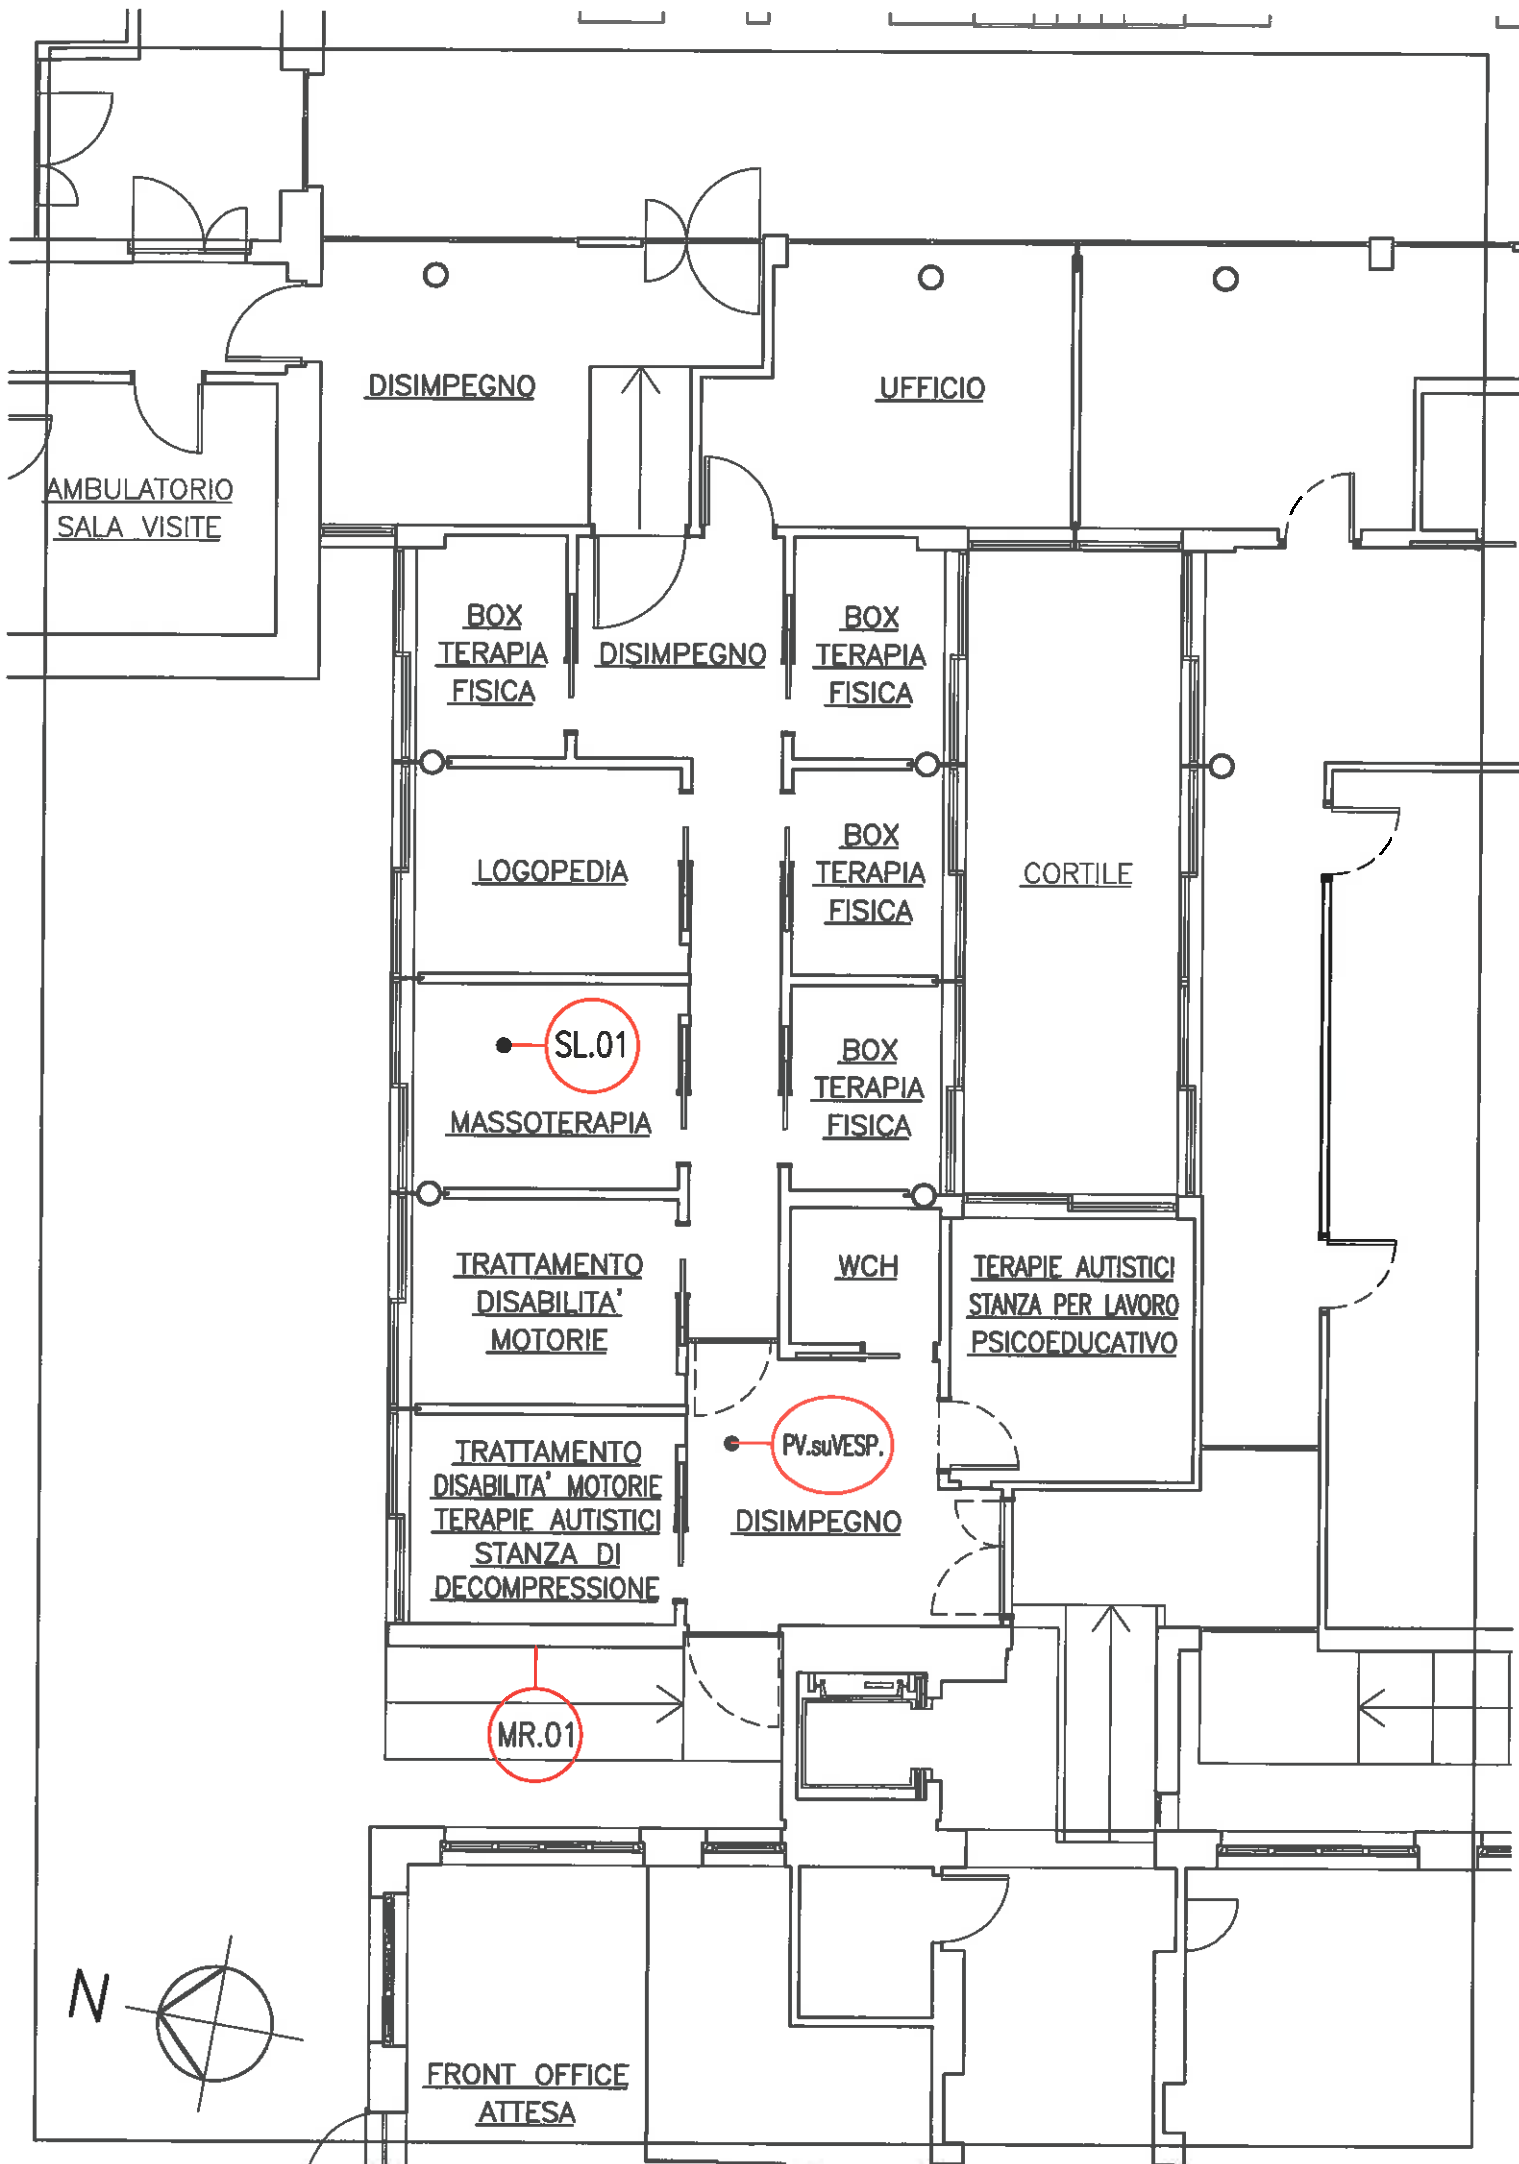 DISIMPEGNO
UFFICIO
AMBULATORIO
SALA VISITE
BOX
TERAPIA
FISICA
DISIMPEGNO
BOX
TERAPIA
FISICA
LOGOPEDIA
BOX
TERAPIA
FISICA
CORTILE
SL.01
MASSOTERAPIA
BOX
TERAPIA
FISICA
TRATTAMENTO
DISABILITA'
MOTORIE
WCH
TERAPIE AUTISTICI
STANZA PER LAVORO
PSICOEDUCATIVO
TRATTAMENTO
DISABILITA' MOTORIE
TERAPIE AUTISTICI
STANZA DI
DECOMPRESSIONE
PV.suVESP.
DISIMPEGNO
MR.01
N
FRONT OFFICE
ATTESA